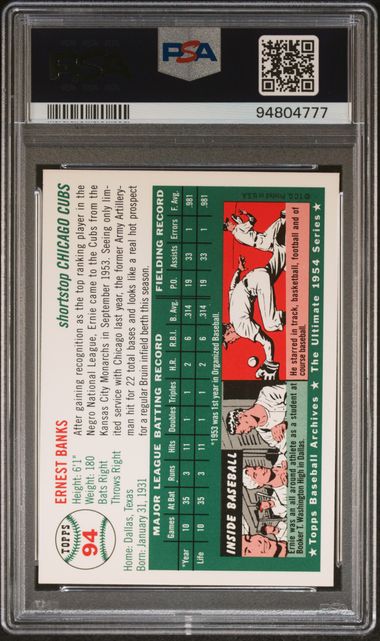 PSA
PSA
94804777
TOPPS
94
ERNEST BANKS
shortstop CHICAGO CUBS
Height: 6'1"
Weight: 180
Bats Right
Throws Right
Home: Dallas, Texas
Born: January 31, 1931
After gaining recognition as the top ranking player in the
Negro National League, Ernie came to the Cubs from the
Kansas City Monarchs in September 1953. Seeing only lim-
ited service with Chicago last year, the former Army Artillery-
man hit for 22 total bases and looks like a real hot prospect
for a regular Bruin infield berth this season.
MAJOR LEAGUE BATTING RECORD FIELDING RECORD
Games At Bat Runs Hits Doubles Triples H.R. R.B.I. B. Avg. P.O. Assists Errors F. Avg.
*Year 10 35 3 11 1 1 2 6 .314 19 33 1 .981
Life 10 35 3 11 1 1 2 6 .314 19 33 1 .981
*1953 was 1st year in Organized Baseball.
INSIDE BASEBALL
© T.C.G. Printed in U.S.A.
Ernie was an all around athlete as a student at
Booker T. Washington High in Dallas.
He starred in track, basketball, football and of
course baseball.
★ Topps Baseball Archives ★ The Ultimate 1954 Series ★